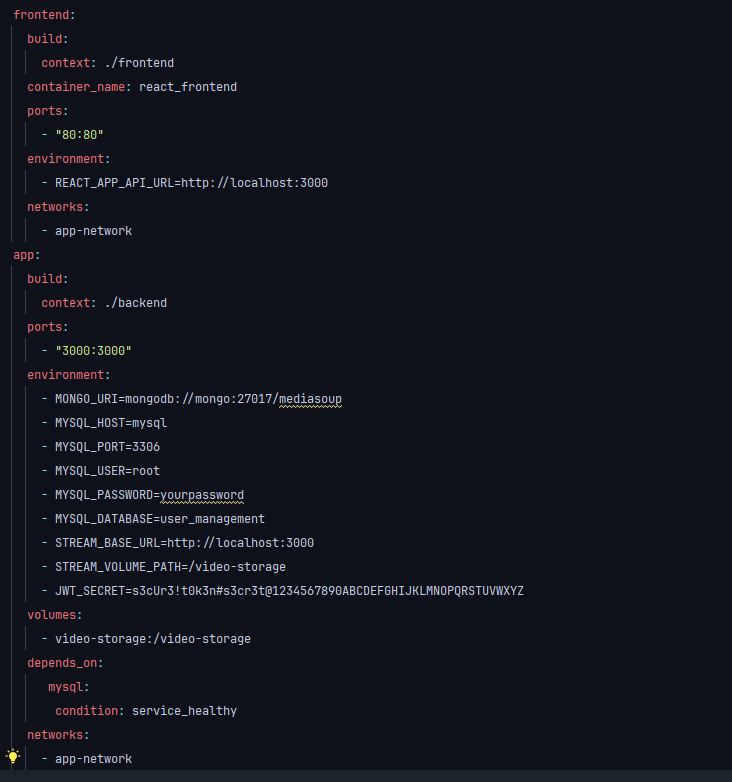 frontend:
build:
context: ./frontend
container_name: react_frontend
ports:
- "80:80"
environment:
- REACT_APP_API_URL=http://localhost:3000
networks:
- app-network
app:
build:
context: ./backend
ports:
- "3000:3000"
environment:
- MONGO_URI=mongodb://mongo:27017/mediasoup
- MYSQL_HOST=mysql
- MYSQL_PORT=3306
- MYSQL_USER=root
- MYSQL_PASSWORD=yourpassword
- MYSQL_DATABASE=user_management
- STREAM_BASE_URL=http://localhost:3000
- STREAM_VOLUME_PATH=/video-storage
- JWT_SECRET=s3cUr3!t0k3n#s3cr3t@1234567890ABCDEFGHIJKLMNOPQRSTUVWXYZ
volumes:
- video-storage:/video-storage
depends_on:
mysql:
condition: service_healthy
networks:
- app-network